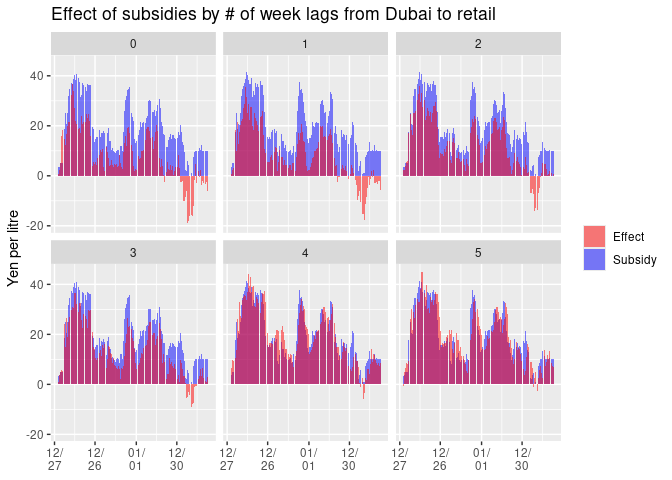 Effect of subsidies by # of week lags from Dubai to retail
0 1 2
40
20
0
-20
Yen per litre
3 4 5
40
20
0
-20
12/ 12/ 01/ 12/ 12/ 12/ 01/ 12/ 12/ 12/ 01/ 12/
27 26 01 30 27 26 01 30 27 26 01 30
Effect
Subsidy